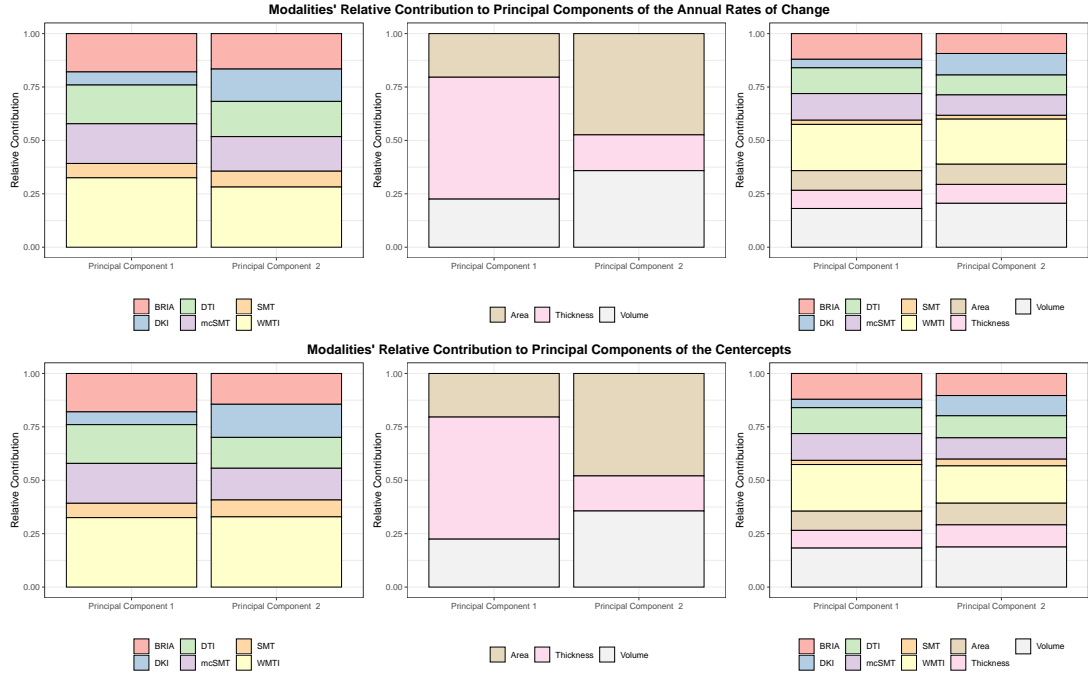 Modalities' Relative Contribution to Principal Components of the Annual Rates of Change
Relative Contribution
1.00
0.75
0.50
0.25
0.00
Principal Component 1
Principal Component 2
BRIA DTI SMT
DKI mcSMT WMTI
Relative Contribution
1.00
0.75
0.50
0.25
0.00
Principal Component 1
Principal Component 2
Area Thickness Volume
Relative Contribution
1.00
0.75
0.50
0.25
0.00
Principal Component 1
Principal Component 2
BRIA DTI SMT Area Volume
DKI mcSMT WMTI Thickness
Modalities' Relative Contribution to Principal Components of the Centercepts
Relative Contribution
1.00
0.75
0.50
0.25
0.00
Principal Component 1
Principal Component 2
BRIA DTI SMT
DKI mcSMT WMTI
Relative Contribution
1.00
0.75
0.50
0.25
0.00
Principal Component 1
Principal Component 2
Area Thickness Volume
Relative Contribution
1.00
0.75
0.50
0.25
0.00
Principal Component 1
Principal Component 2
BRIA DTI SMT Area Volume
DKI mcSMT WMTI Thickness